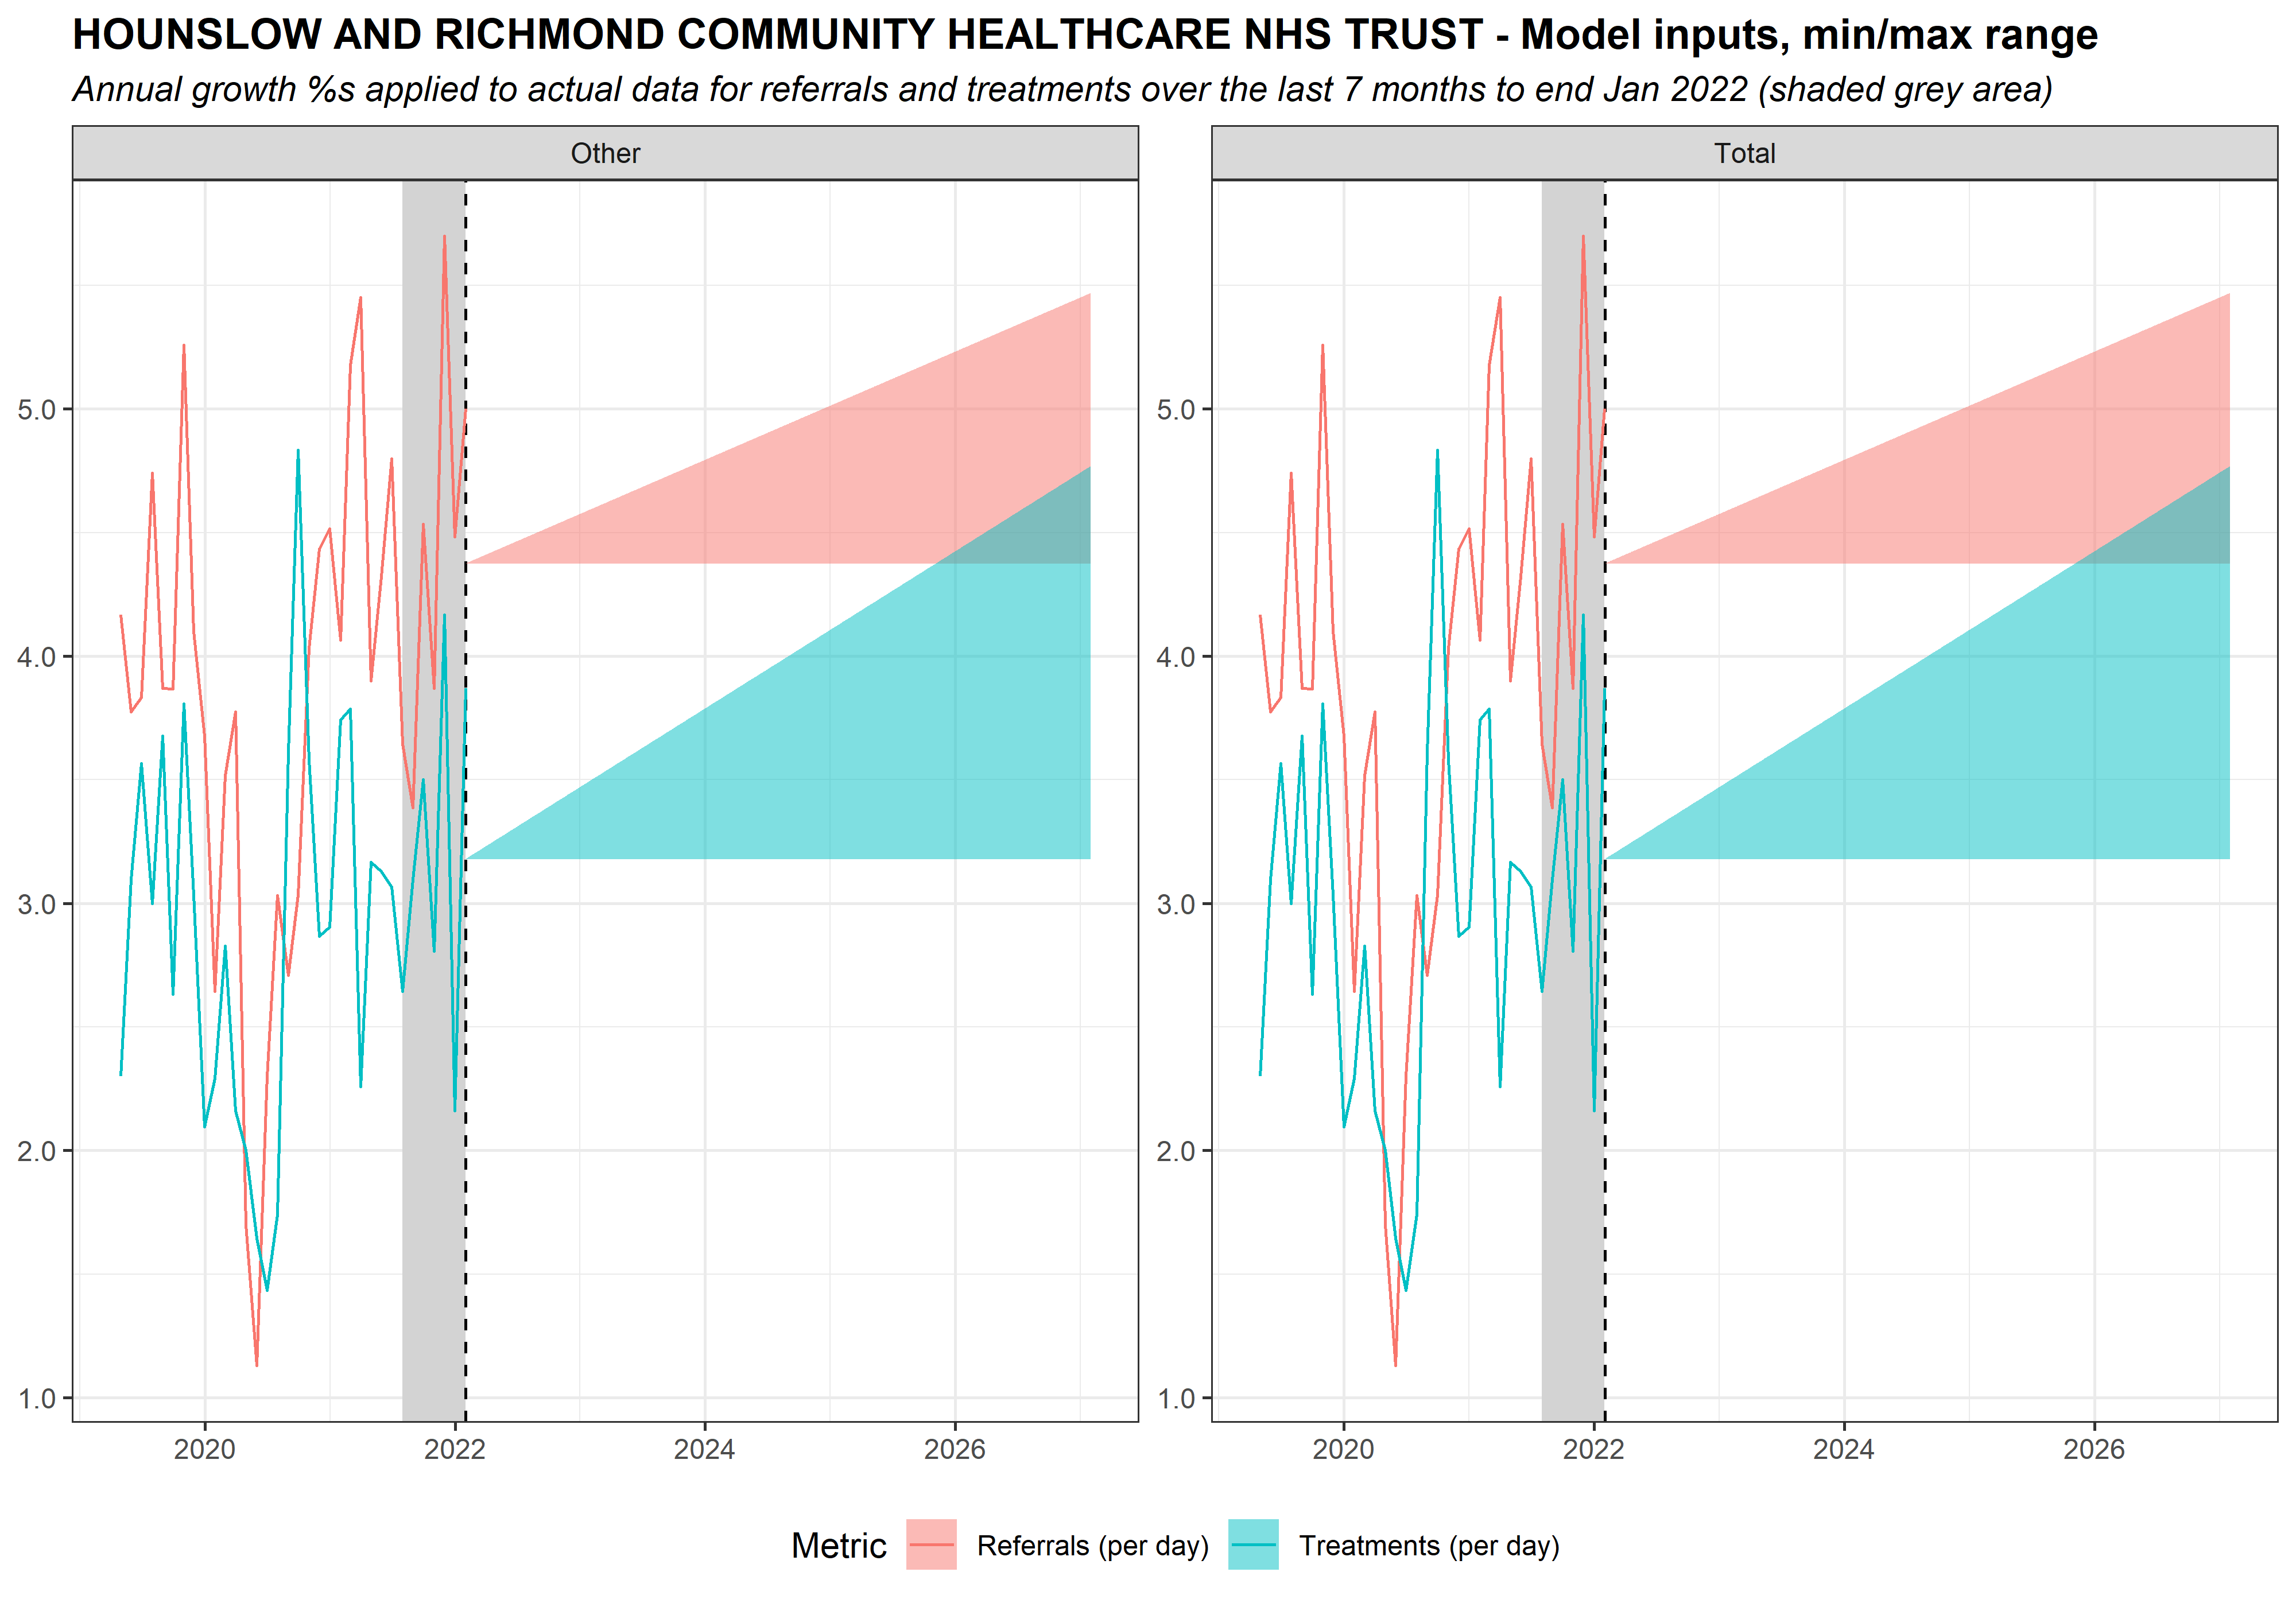 HOUNSLOW AND RICHMOND COMMUNITY HEALTHCARE NHS TRUST - Model inputs, min/max range
Annual growth %s applied to actual data for referrals and treatments over the last 7 months to end Jan 2022 (shaded grey area)
Other
Total
5.0
4.0
3.0
2.0
1.0
5.0
4.0
3.0
2.0
1.0
2020 2022 2024 2026
2020 2022 2024 2026
Metric Referrals (per day) Treatments (per day)